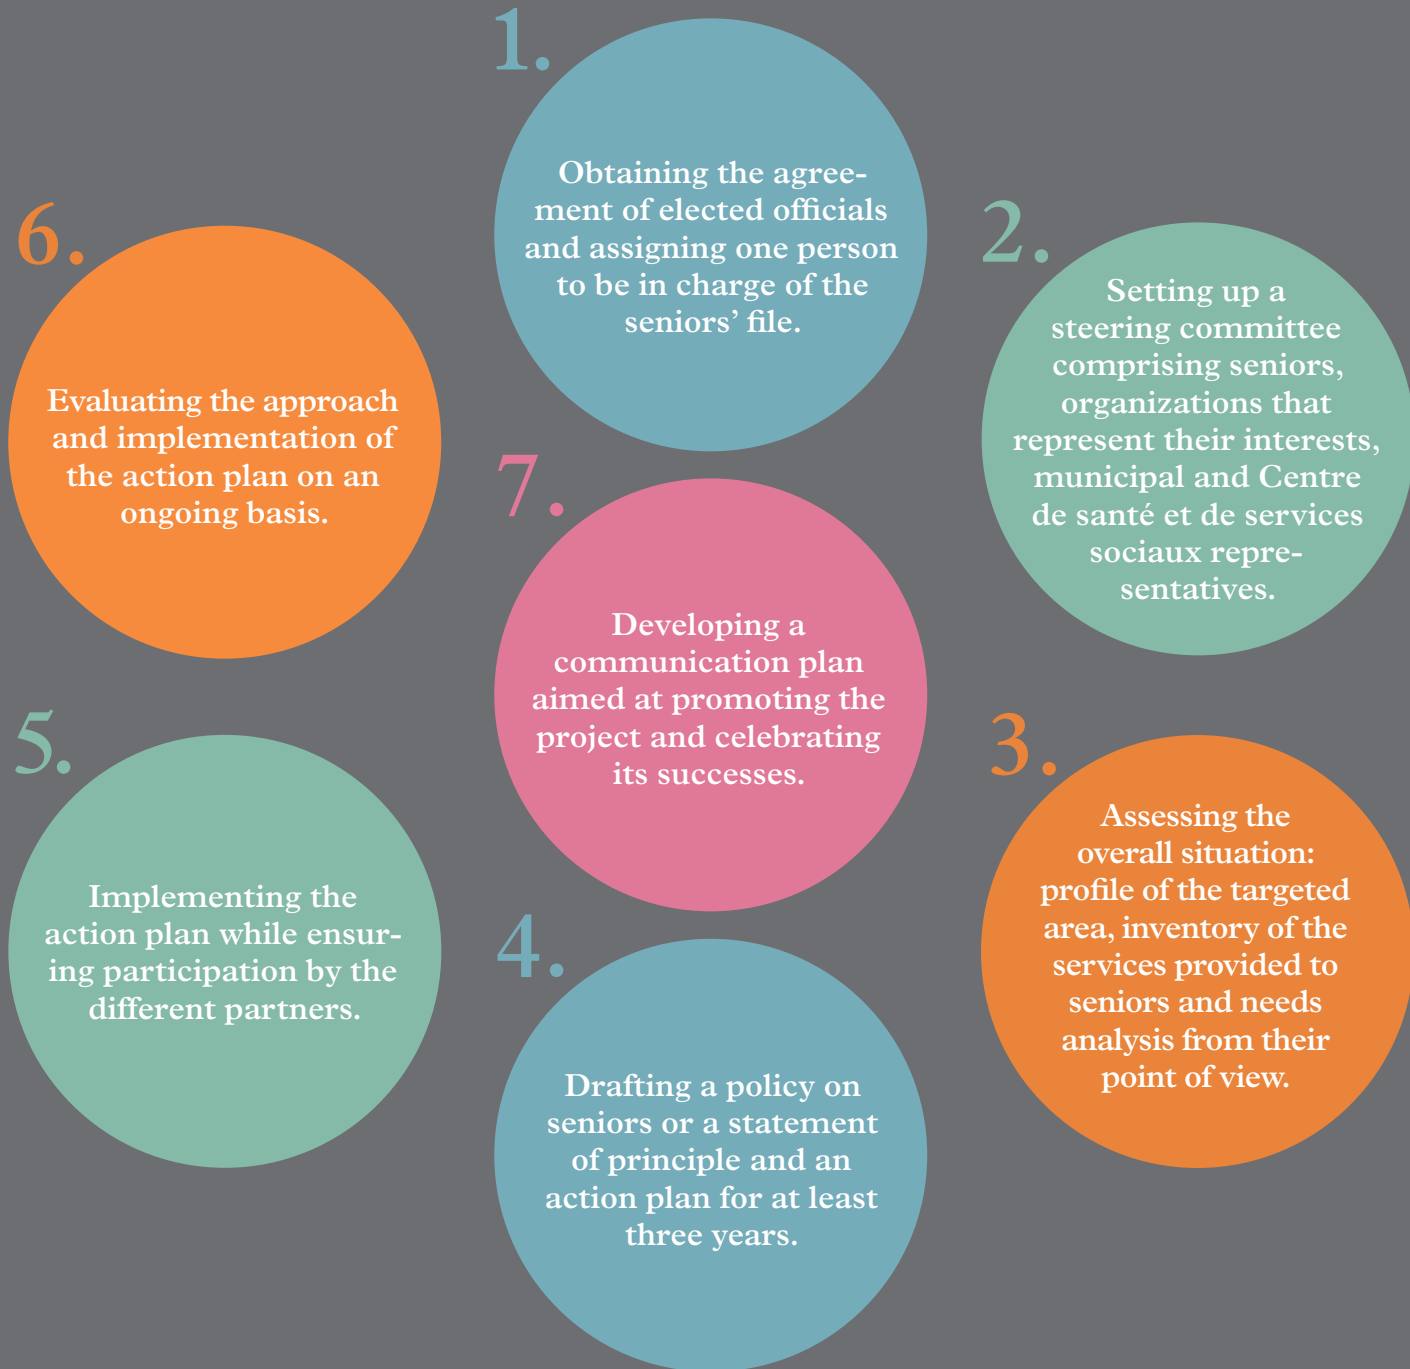 1.
Obtaining the agree-
ment of elected officials
and assigning one person
to be in charge of the
seniors’ file.
2.
Setting up a
steering committee
comprising seniors,
organizations that
represent their interests,
municipal and Centre
de santé et de services
sociaux repre-
sentatives.
3.
Assessing the
overall situation:
profile of the targeted
area, inventory of the
services provided to
seniors and needs
analysis from their
point of view.
4.
Drafting a policy on
seniors or a statement
of principle and an
action plan for at least
three years.
5.
Implementing the
action plan while ensur-
ing participation by the
different partners.
6.
Evaluating the approach
and implementation of
the action plan on an
ongoing basis.
7.
Developing a
communication plan
aimed at promoting the
project and celebrating
its successes.